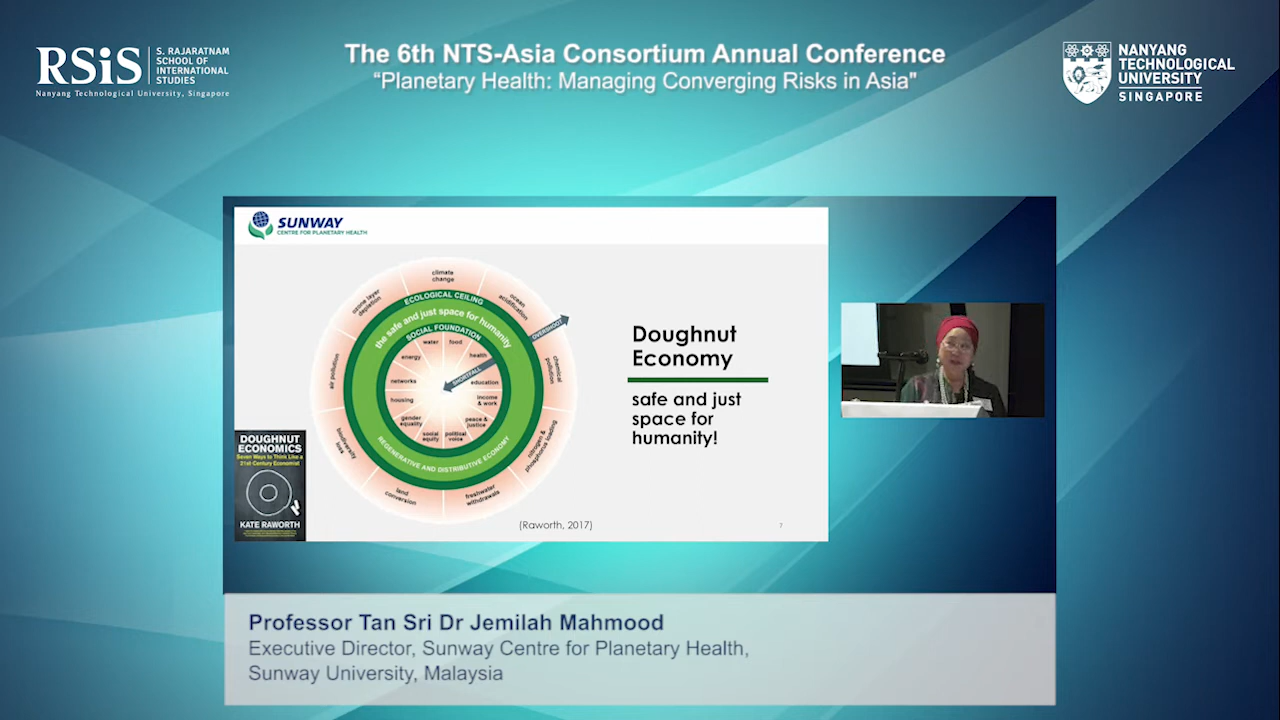 RSiS
S. RAJARATNAM
SCHOOL OF
INTERNATIONAL
STUDIES
Nanyang Technological University, Singapore
The 6th NTS-Asia Consortium Annual Conference
“Planetary Health: Managing Converging Risks in Asia"
NANYANG
TECHNOLOGICAL
UNIVERSITY
SINGAPORE
SUNWAY
CENTRE FOR PLANETARY HEALTH
climate
change
ocean
acidification
chemical
pollution
nitrogen &
phosphorus loading
freshwater
withdrawals
land
conversion
biodiversity
loss
air pollution
ozone layer
depletion
ECOLOGICAL CEILING
OVERSHOOT
the safe and just space for humanity
SOCIAL FOUNDATION
water
food
health
SHORTFALL
education
income
& work
peace &
justice
political
voice
social
equity
gender
equality
housing
networks
energy
REGENERATIVE AND DISTRIBUTIVE ECONOMY
Doughnut
Economy
safe and just
space for
humanity!
DOUGHNUT
ECONOMICS
Seven Ways to Think Like a
21st-Century Economist
KATE RAWORTH
(Raworth, 2017)
7
Professor Tan Sri Dr Jemilah Mahmood
Executive Director, Sunway Centre for Planetary Health,
Sunway University, Malaysia